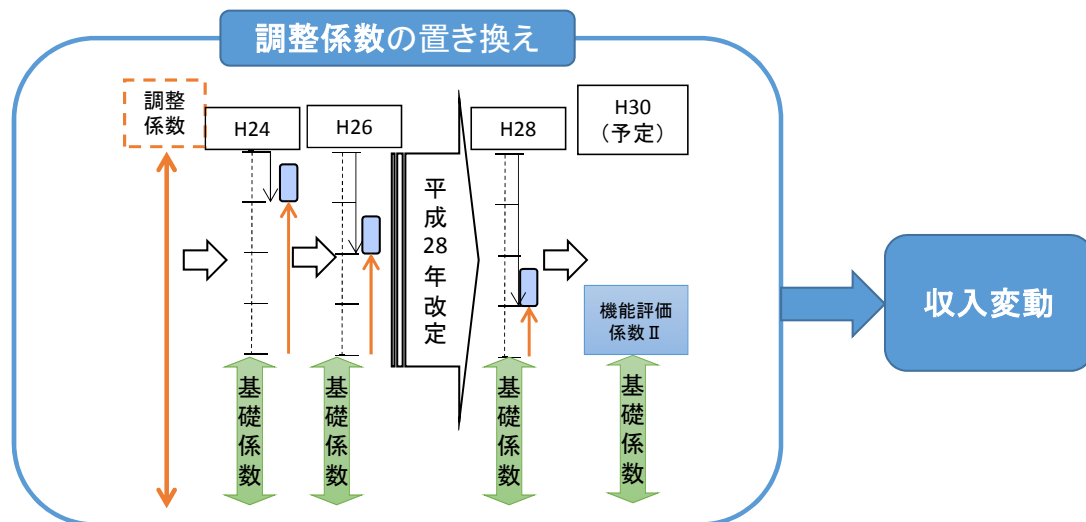 調整係数の置き換え
調整
係数
H24
H26
H28
H30
（予定）
平成28年改定
機能評価
係数Ⅱ
基礎係数
基礎係数
基礎係数
基礎係数
収入変動